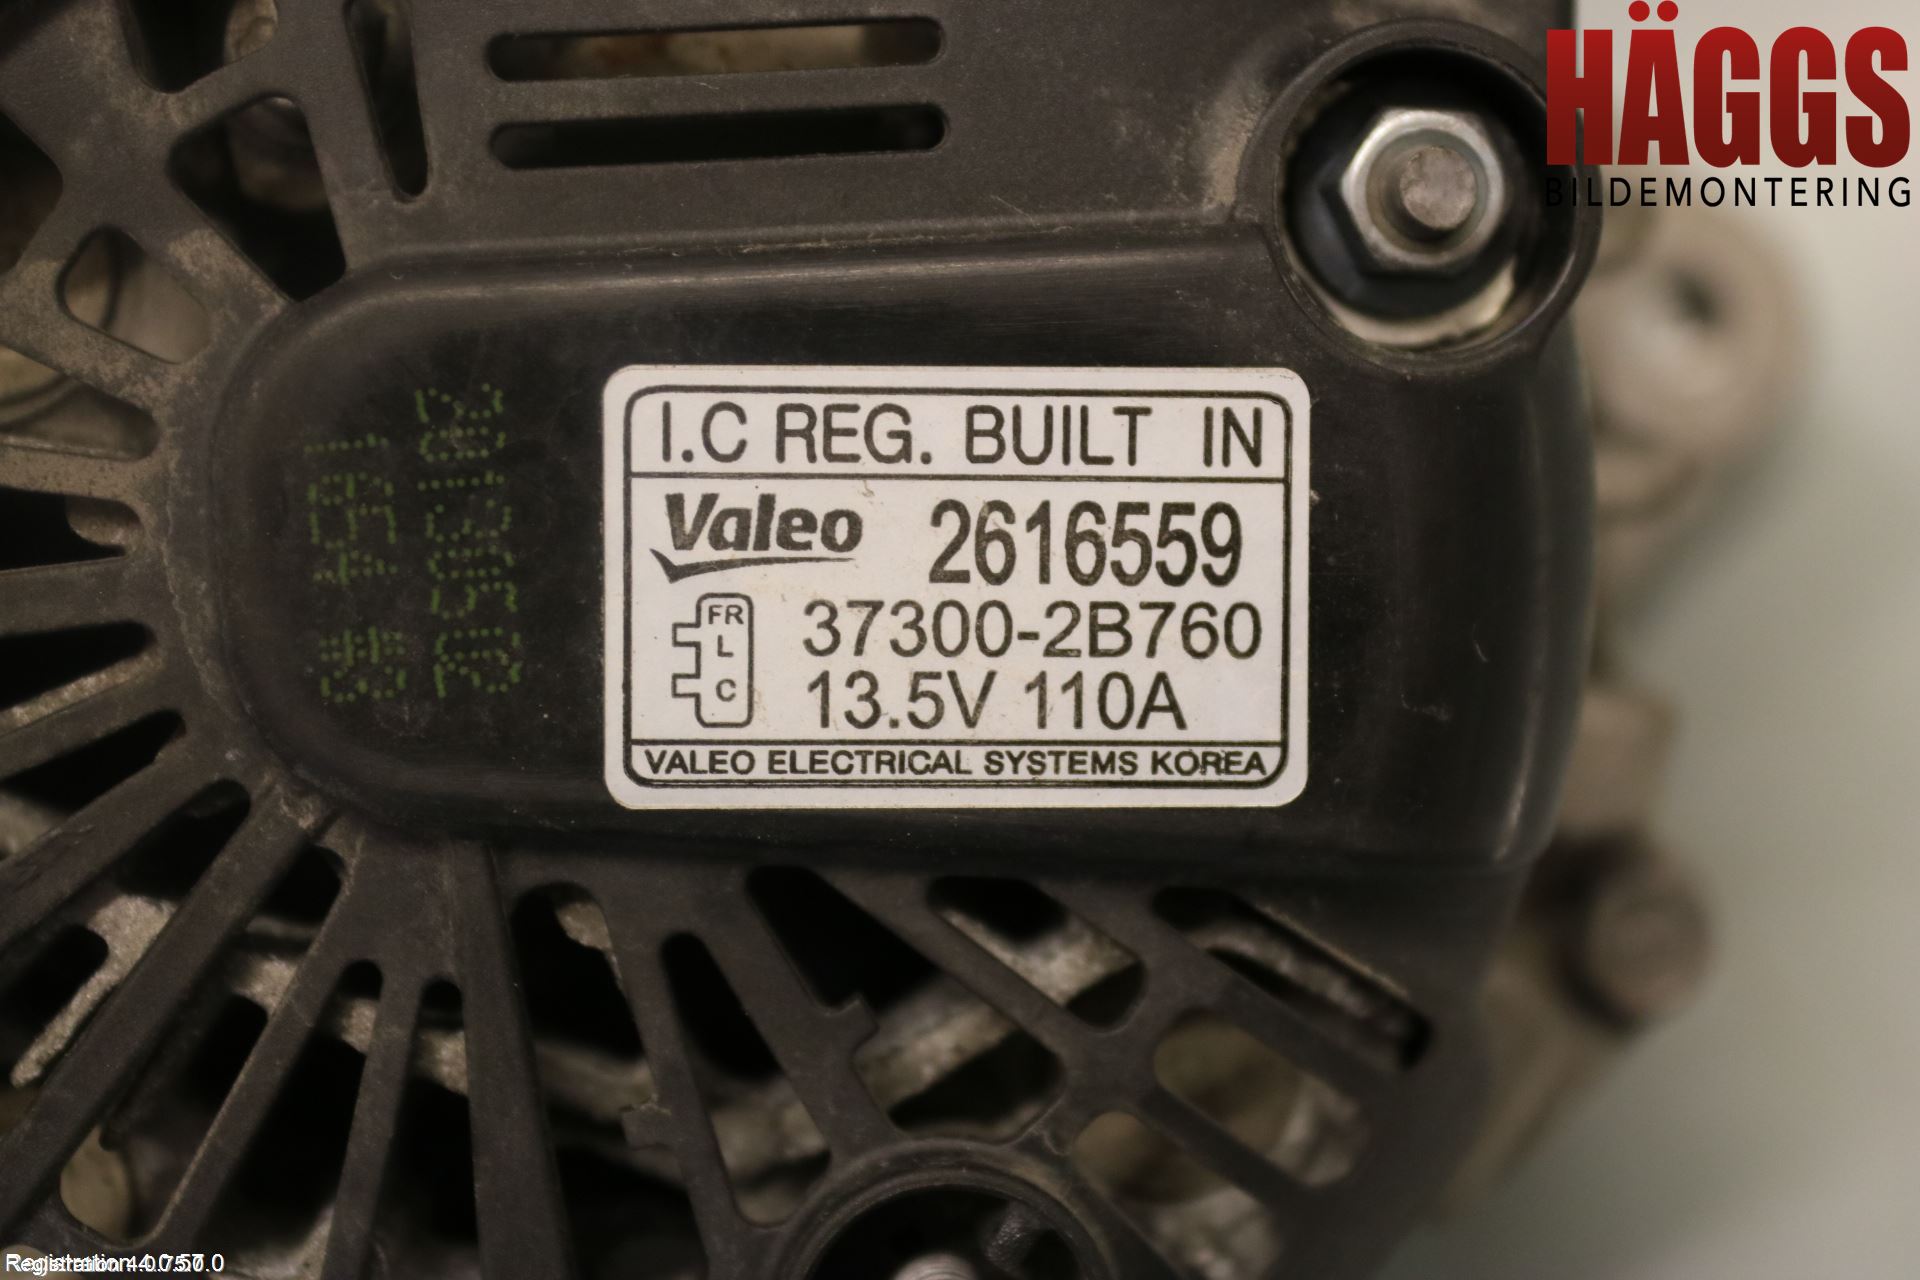 HÄGGS
BILDEMONTERING
I.C REG. BUILT IN
Valeo 2616559
FR
L
C
37300-2B760
13.5V 110A
VALEO ELECTRICAL SYSTEMS KOREA